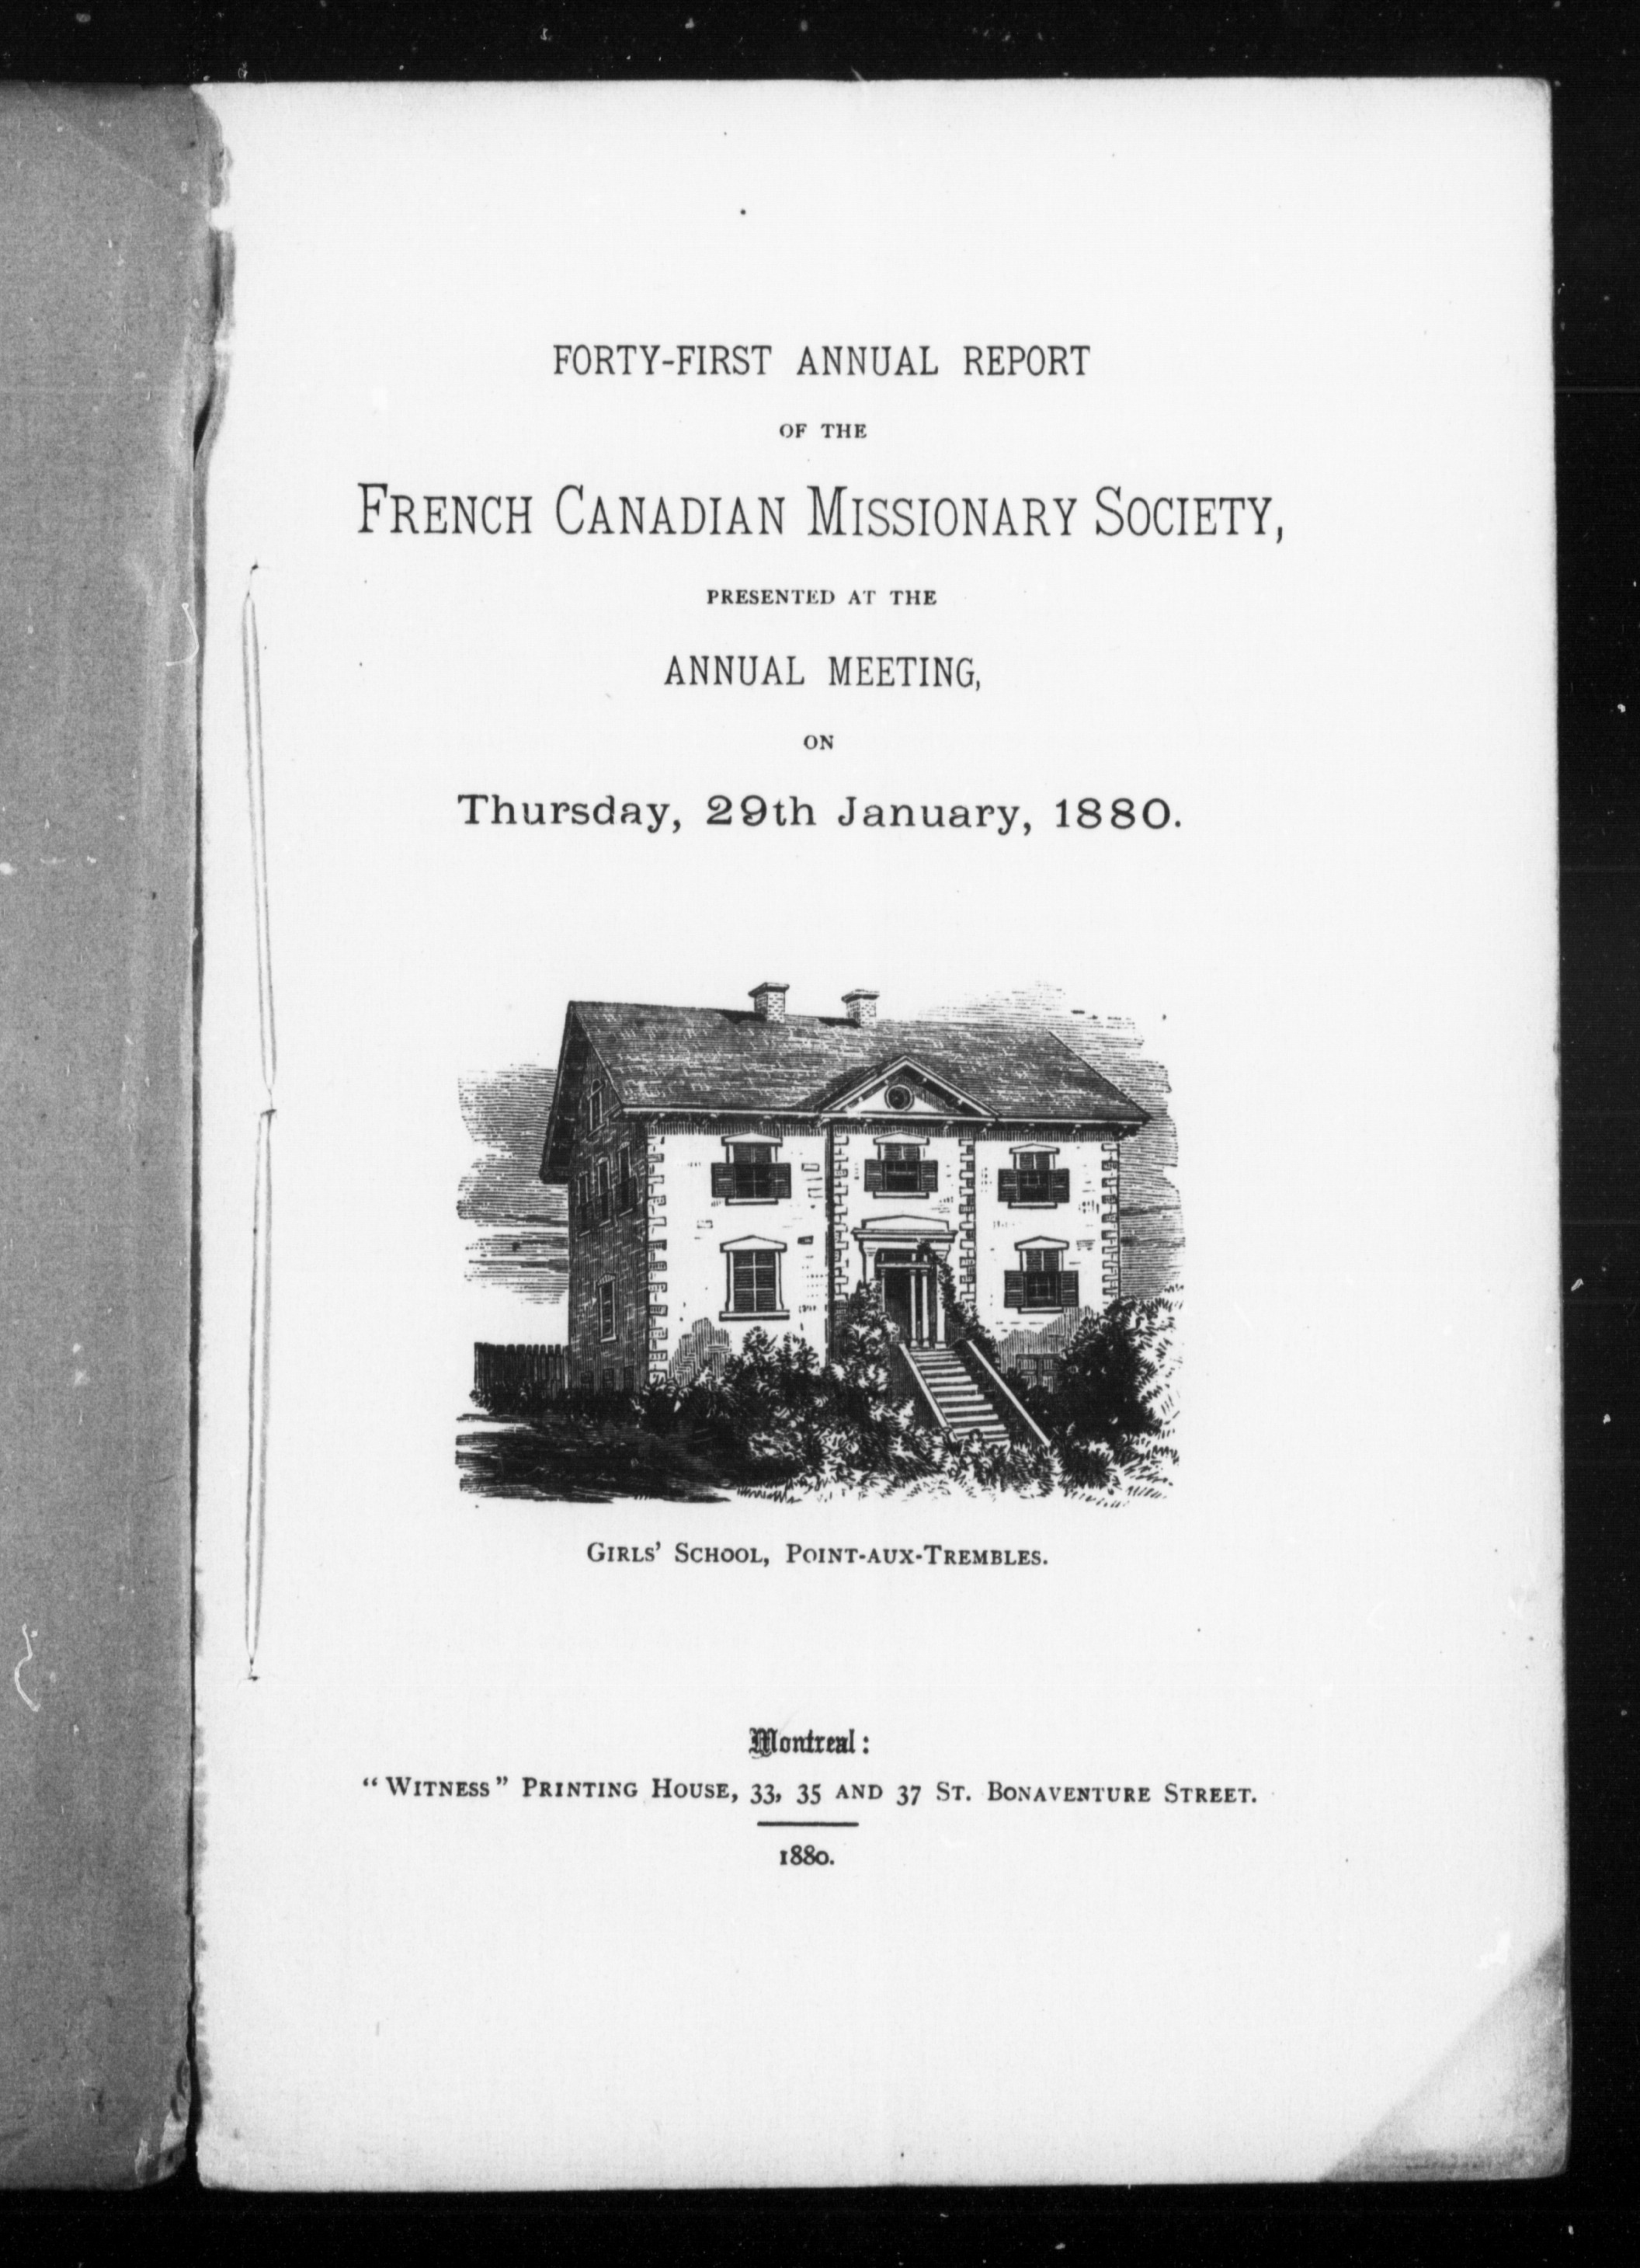 FORTY-FIRST ANNUAL REPORT
OF THE
FRENCH CANADIAN MISSIONARY SOCIETY,
PRESENTED AT THE
ANNUAL MEETING,
ON
Thursday, 29th January, 1880.
GIRLS' SCHOOL, POINT-AUX-TREMBLES.
Montreal:
"WITNESS" PRINTING HOUSE, 33, 35 AND 37 ST. BONAVENTURE STREET.
1880.